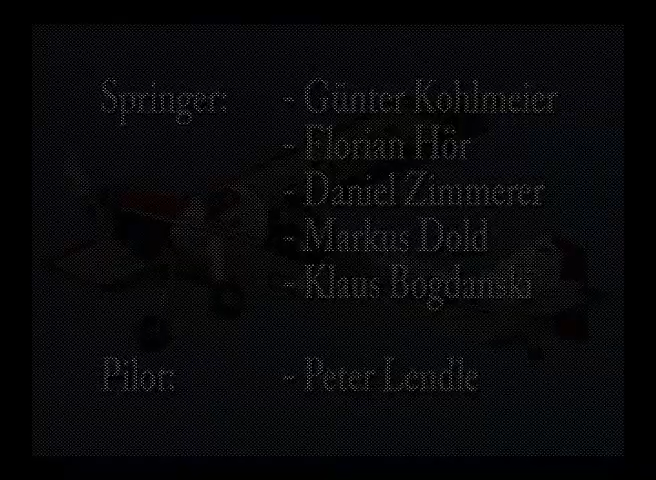 Springer: - Günter Kohlmeier
- Florian Hör
- Daniel Zimmerer
- Markus Dold
- Klaus Bogdanski
Pilot: - Peter Lendle